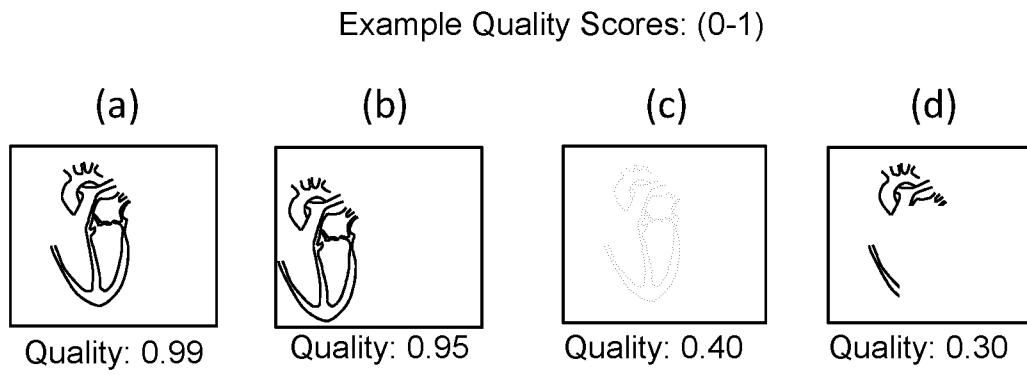 Example Quality Scores: (0-1)
(a) (b) (c) (d)
Quality: 0.99 Quality: 0.95 Quality: 0.40 Quality: 0.30